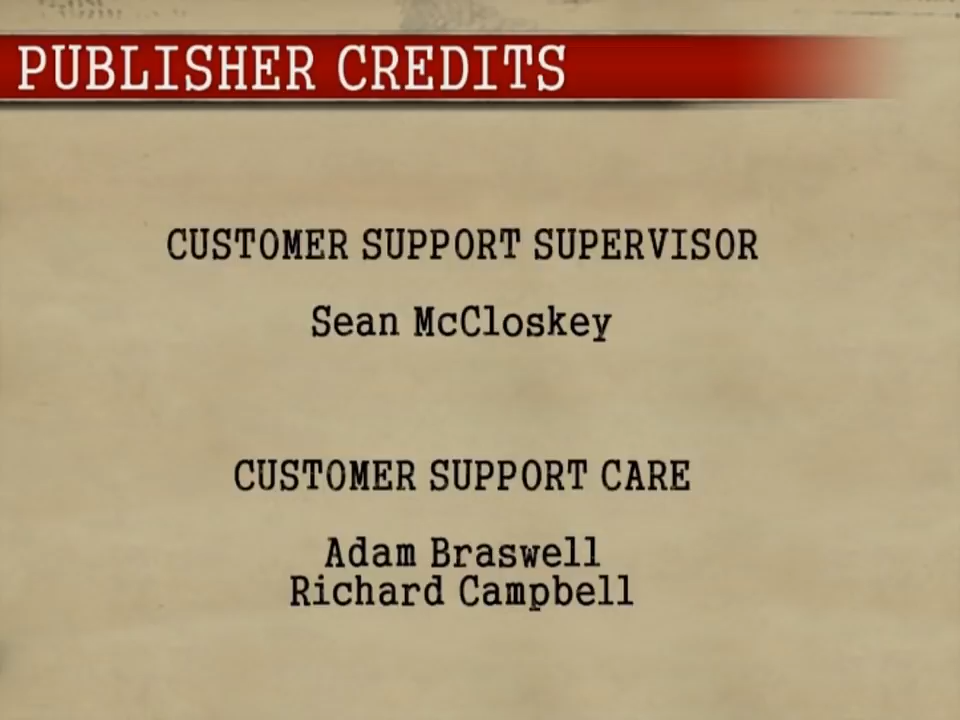 PUBLISHER CREDITS
CUSTOMER SUPPORT SUPERVISOR
Sean McCloskey
CUSTOMER SUPPORT CARE
Adam Braswell
Richard Campbell